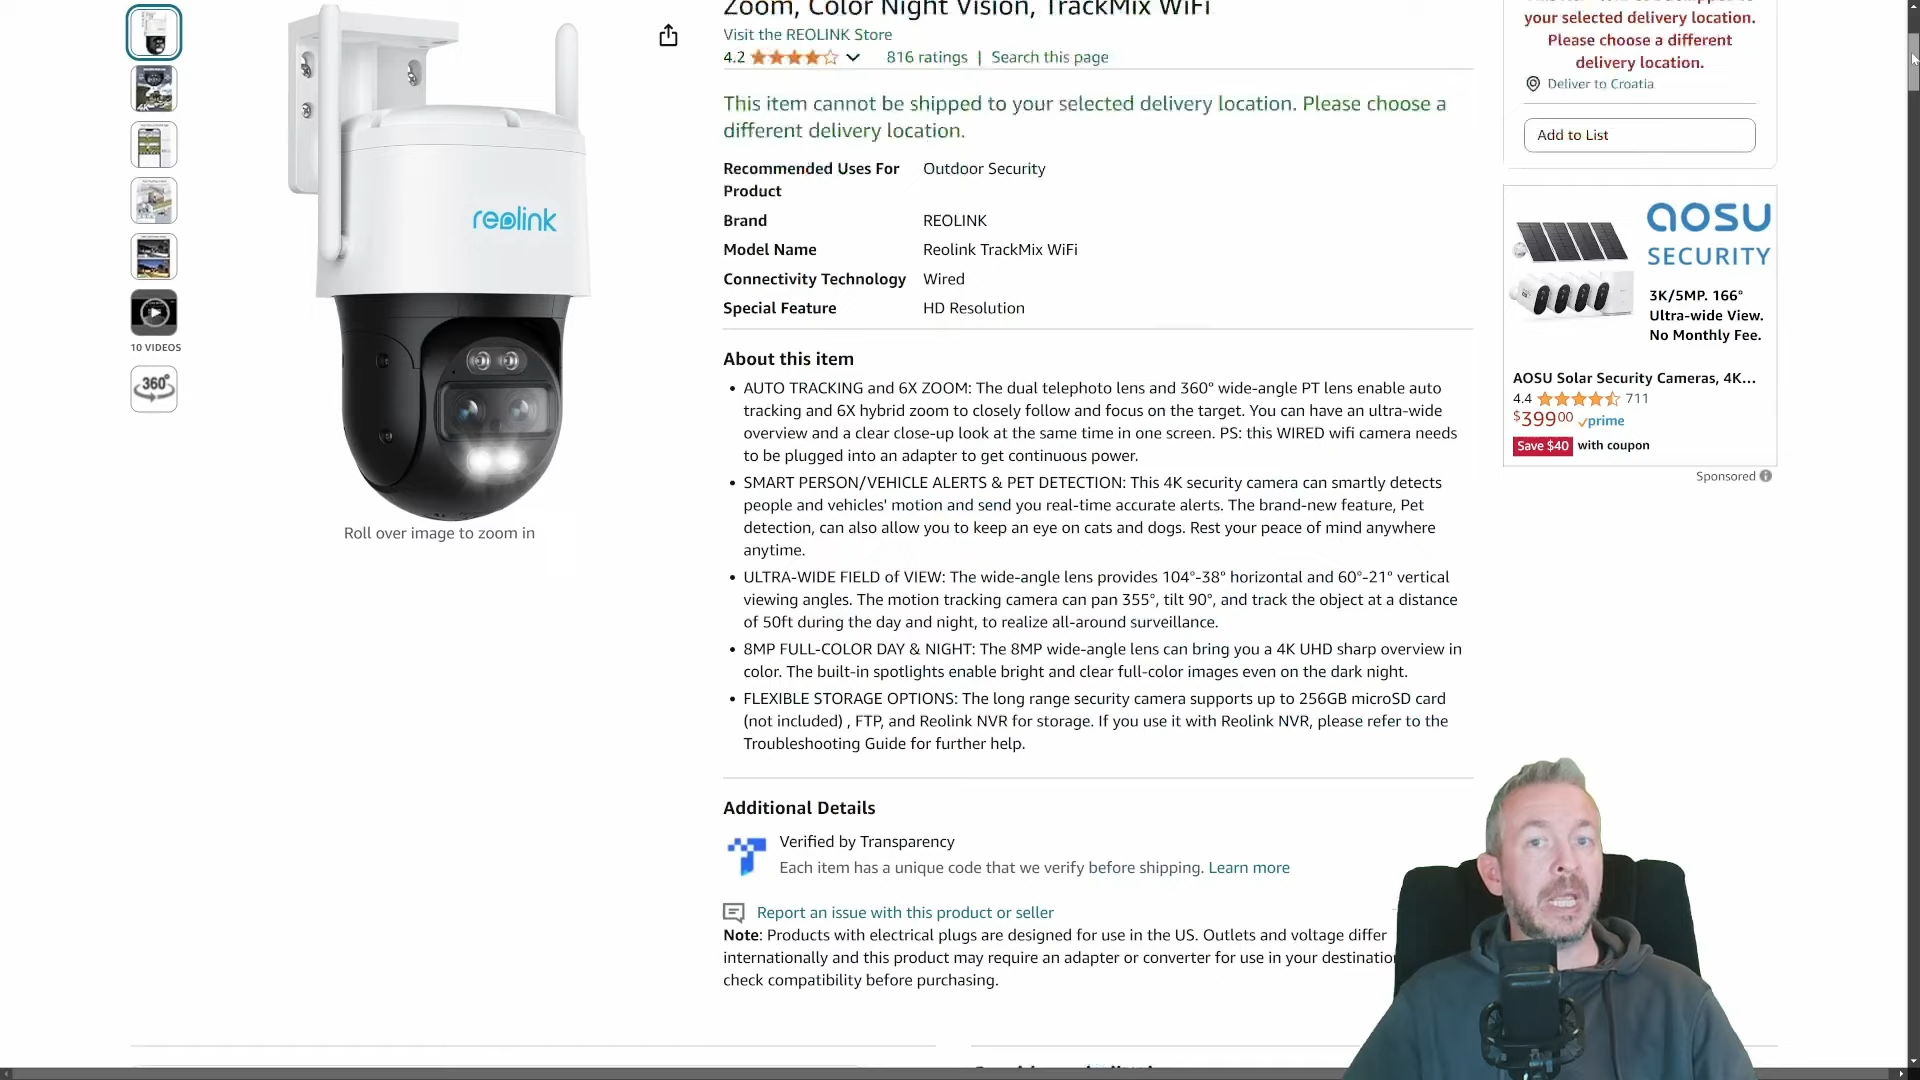 Zoom, Color Night Vision, TrackMix WiFi
Visit the REOLINK Store
4.2
816 ratings | Search this page
This item cannot be shipped to your selected delivery location. Please choose a
different delivery location.
Recommended Uses For
Product
Outdoor Security
Brand
REOLINK
Model Name
Reolink TrackMix WiFi
Connectivity Technology
Wired
Special Feature
HD Resolution
About this item
• AUTO TRACKING and 6X ZOOM: The dual telephoto lens and 360° wide-angle PT lens enable auto
tracking and 6X hybrid zoom to closely follow and focus on the target. You can have an ultra-wide
overview and a clear close-up look at the same time in one screen. PS: this WIRED wifi camera needs
to be plugged into an adapter to get continuous power.
• SMART PERSON/VEHICLE ALERTS & PET DETECTION: This 4K security camera can smartly detects
people and vehicles' motion and send you real-time accurate alerts. The brand-new feature, Pet
detection, can also allow you to keep an eye on cats and dogs. Rest your peace of mind anywhere
anytime.
• ULTRA-WIDE FIELD of VIEW: The wide-angle lens provides 104°-38° horizontal and 60°-21° vertical
viewing angles. The motion tracking camera can pan 355°, tilt 90°, and track the object at a distance
of 50ft during the day and night, to realize all-around surveillance.
• 8MP FULL-COLOR DAY & NIGHT: The 8MP wide-angle lens can bring you a 4K UHD sharp overview in
color. The built-in spotlights enable bright and clear full-color images even on the dark night.
• FLEXIBLE STORAGE OPTIONS: The long range security camera supports up to 256GB microSD card
(not included) , FTP, and Reolink NVR for storage. If you use it with Reolink NVR, please refer to the
Troubleshooting Guide for further help.
Additional Details
Verified by Transparency
Each item has a unique code that we verify before shipping. Learn more
Report an issue with this product or seller
Note: Products with electrical plugs are designed for use in the US. Outlets and voltage differ
internationally and this product may require an adapter or converter for use in your
check compatibility before purchasing.
reolink
Roll over image to zoom in
10 VIDEOS
360°
your selected delivery location.
Please choose a different
delivery location.
Deliver to Croatia
Add to List
aosu
SECURITY
3K/5MP. 166°
Ultra-wide View.
No Monthly Fee.
AOSU Solar Security Cameras, 4K...
4.4
711
$399.00 prime
Save $40 with coupon
Sponsored